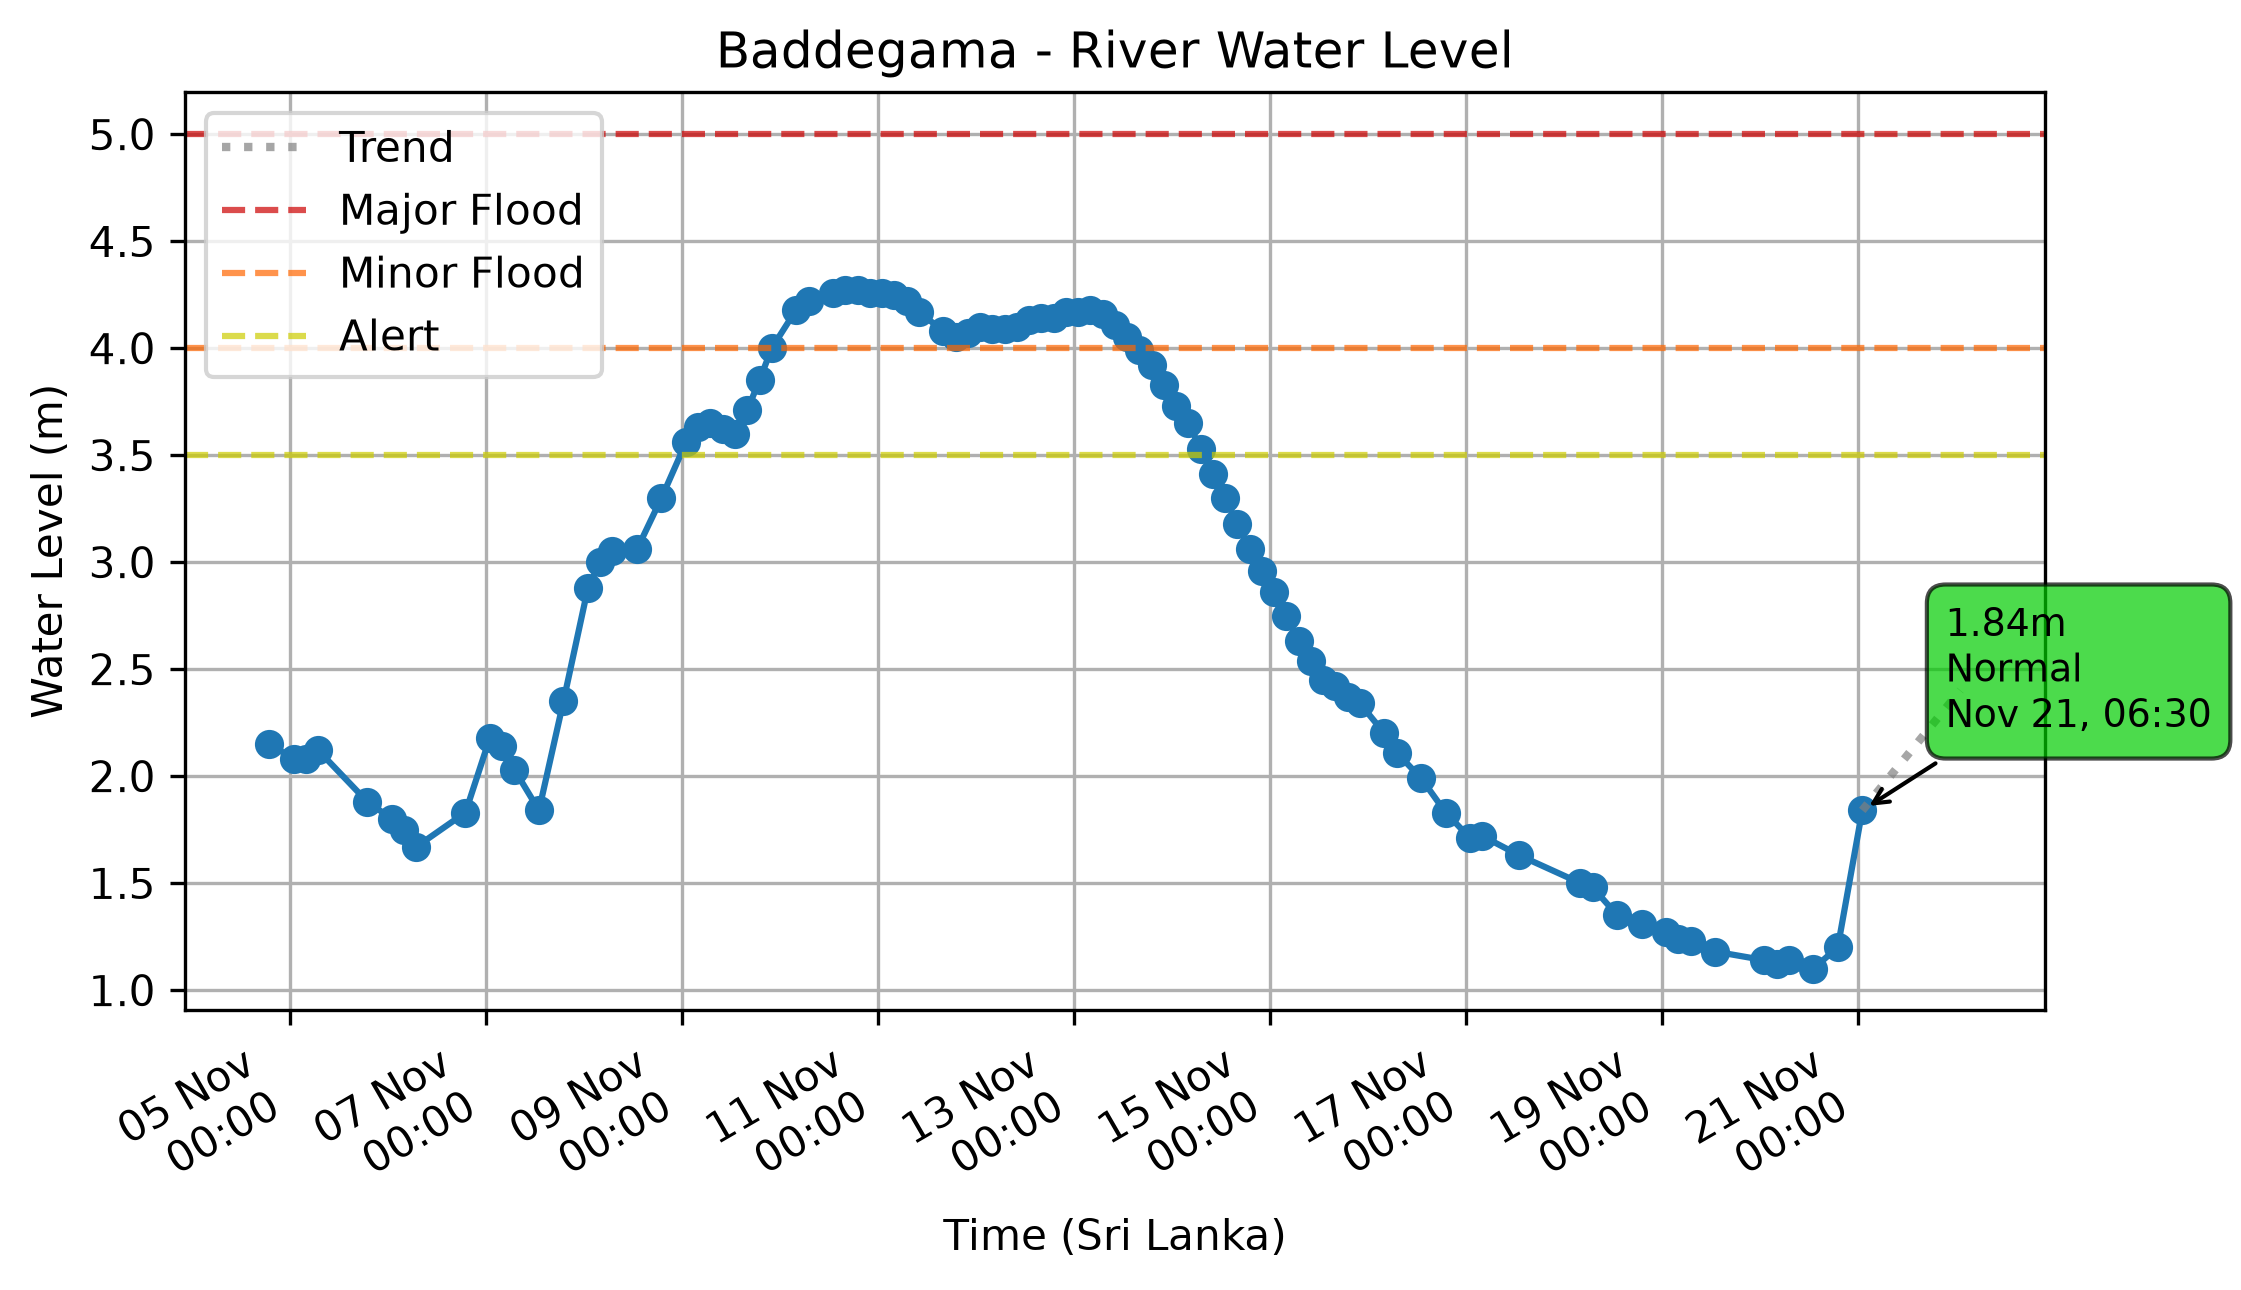 Baddegama - River Water Level
Trend
Major Flood
Minor Flood
Alert
5.0
4.5
4.0
3.5
3.0
2.5
2.0
1.5
1.0
Water Level (m)
1.84m
Normal
Nov 21, 06:30
05 Nov
00:00
07 Nov
00:00
09 Nov
00:00
11 Nov
00:00
13 Nov
00:00
15 Nov
00:00
17 Nov
00:00
19 Nov
00:00
21 Nov
00:00
Time (Sri Lanka)